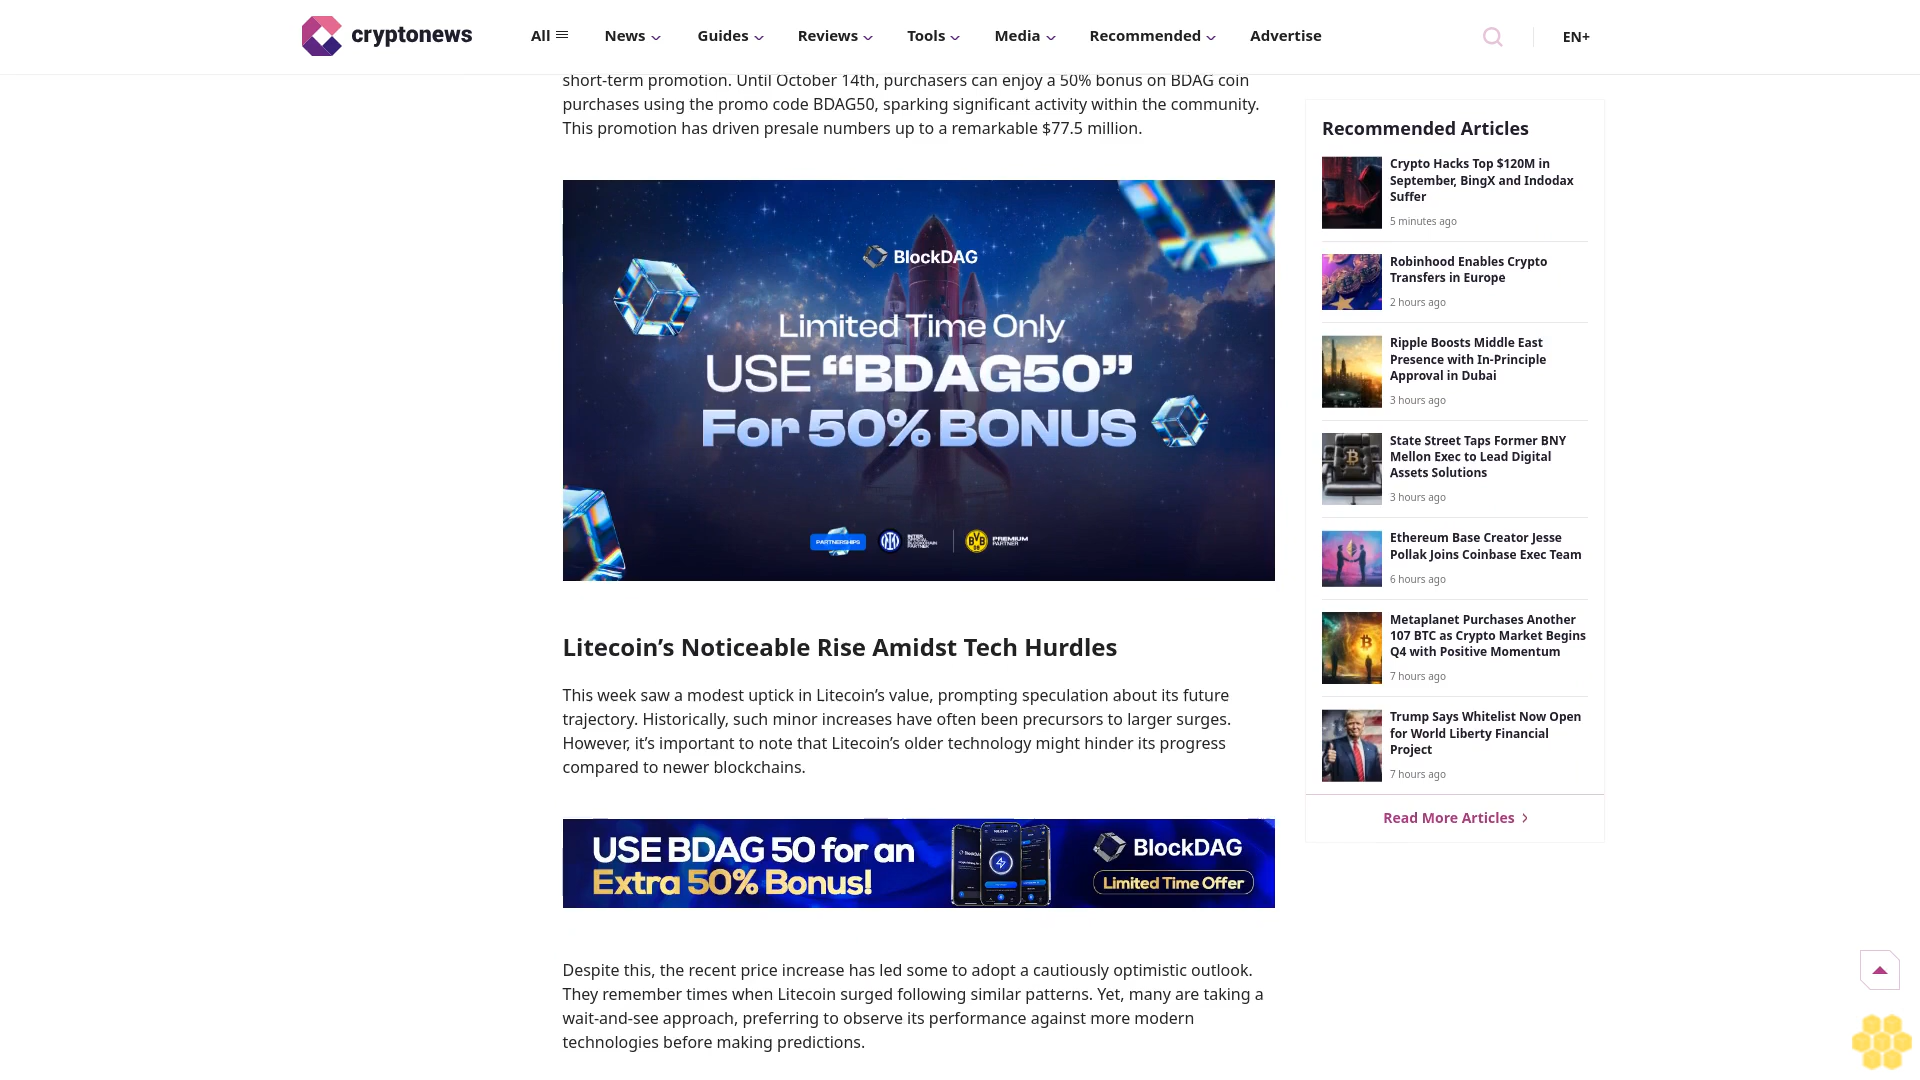 cryptonews
All
News
Guides
Reviews
Tools
Media
Recommended
Advertise
EN+
short-term promotion. Until October 14th, purchasers can enjoy a 50% bonus on BDAG coin
purchases using the promo code BDAG50, sparking significant activity within the community.
This promotion has driven presale numbers up to a remarkable $77.5 million.
BlockDAG
Limited Time Only
USE “BDAG50”
For 50% BONUS
PARTNERSHIPS
INTER
OFFICIAL
BLOCKCHAIN
PARTNER
BVB
09
PREMIUM
PARTNER
Litecoin’s Noticeable Rise Amidst Tech Hurdles
This week saw a modest uptick in Litecoin’s value, prompting speculation about its future
trajectory. Historically, such minor increases have often been precursors to larger surges.
However, it’s important to note that Litecoin’s older technology might hinder its progress
compared to newer blockchains.
USE BDAG 50 for an
Extra 50% Bonus!
BlockDAG
Limited Time Offer
Despite this, the recent price increase has led some to adopt a cautiously optimistic outlook.
They remember times when Litecoin surged following similar patterns. Yet, many are taking a
wait-and-see approach, preferring to observe its performance against more modern
technologies before making predictions.
Recommended Articles
Crypto Hacks Top $120M in
September, BingX and Indodax
Suffer
5 minutes ago
Robinhood Enables Crypto
Transfers in Europe
2 hours ago
Ripple Boosts Middle East
Presence with In-Principle
Approval in Dubai
3 hours ago
State Street Taps Former BNY
Mellon Exec to Lead Digital
Assets Solutions
3 hours ago
Ethereum Base Creator Jesse
Pollak Joins Coinbase Exec Team
6 hours ago
Metaplanet Purchases Another
107 BTC as Crypto Market Begins
Q4 with Positive Momentum
7 hours ago
Trump Says Whitelist Now Open
for World Liberty Financial
Project
7 hours ago
Read More Articles